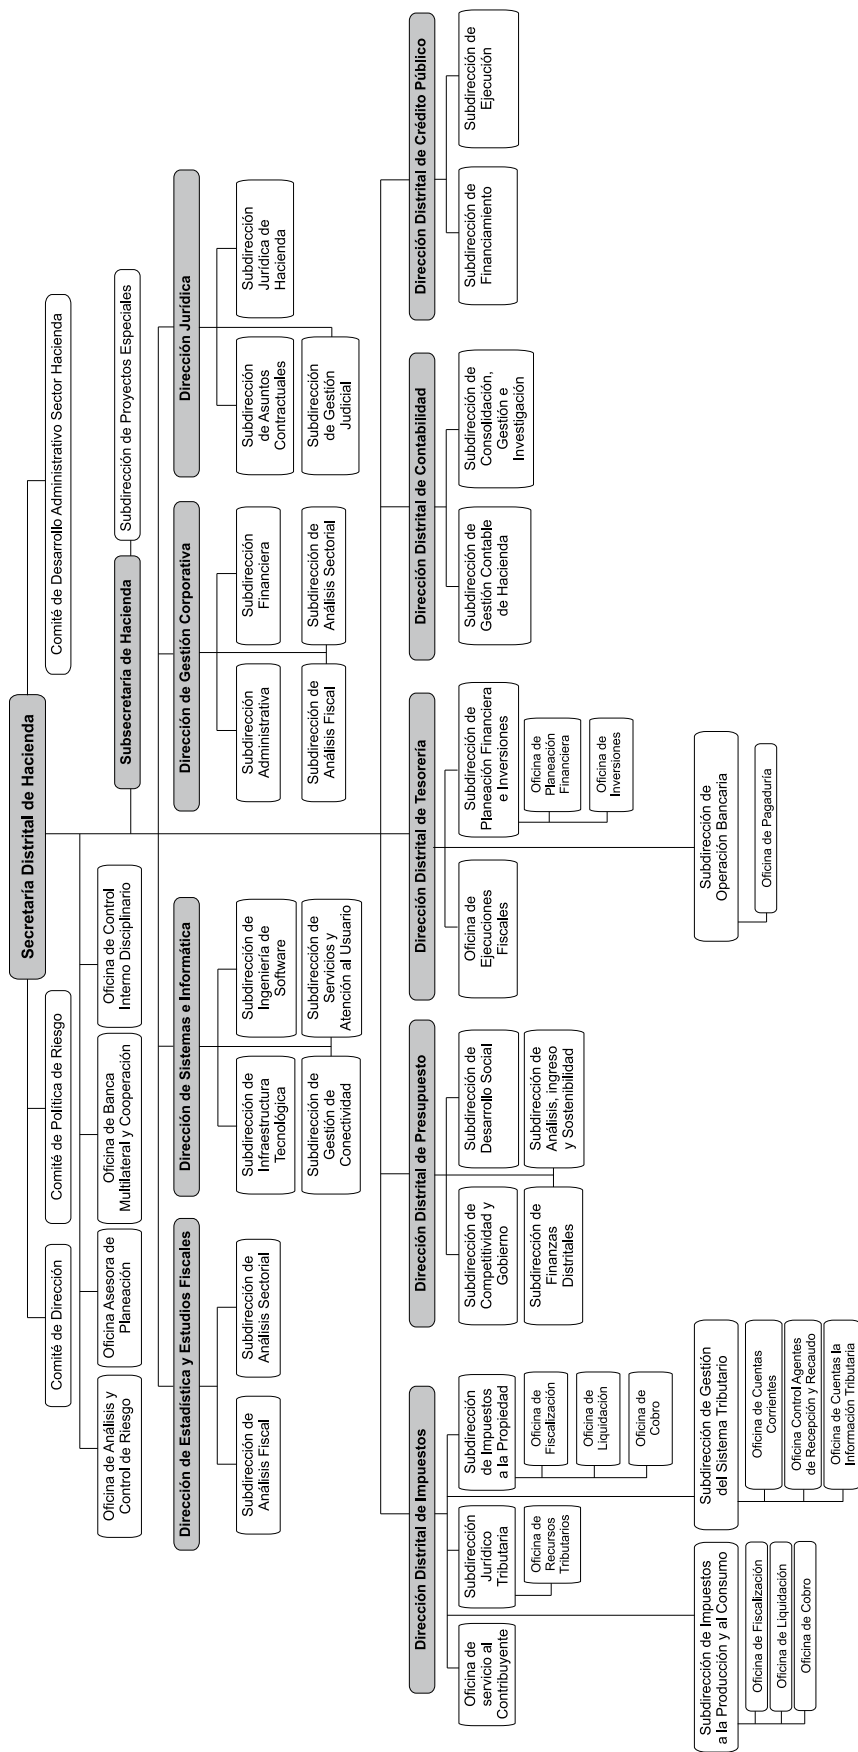 Secretaría Distrital de Hacienda
Comité de Dirección
Comité de Política de Riesgo
Comité de Desarrollo Administrativo Sector Hacienda
Oficina de Análisis y
Control de Riesgo
Oficina Asesora de
Planeación
Oficina de Banca
Multilateral y Cooperación
Oficina de Control
Interno Disciplinario
Subsecretaría de Hacienda
Subdirección de Proyectos Especiales
Dirección de Estadística y Estudios Fiscales
Subdirección de
Análisis Fiscal
Subdirección de
Análisis Sectorial
Dirección de Sistemas e Informática
Subdirección de
Infraestructura
Tecnológica
Subdirección de
Ingeniería de
Software
Subdirección de
Gestión de
Conectividad
Subdirección de
Servicios y
Atención al Usuario
Dirección de Gestión Corporativa
Subdirección
Administrativa
Subdirección
Financiera
Subdirección de
Análisis Fiscal
Subdirección de
Análisis Sectorial
Dirección Jurídica
Subdirección
de Asuntos
Contractuales
Subdirección
Jurídica de
Hacienda
Subdirección
de Gestión
Judicial
Dirección Distrital de Impuestos
Oficina de
servicio al
Contribuyente
Subdirección
Jurídico
Tributaria
Oficina de
Recursos
Tributarios
Subdirección
de Impuestos
a la Propiedad
Oficina de
Fiscalización
Oficina de
Liquidación
Oficina de
Cobro
Subdirección de Impuestos
a la Producción y al Consumo
Oficina de Fiscalización
Oficina de Liquidación
Oficina de Cobro
Subdirección de Gestión
del Sistema Tributario
Oficina de Cuentas
Corrientes
Oficina Control Agentes
de Recepción y Recaudo
Oficina de Cuentas la
Información Tributaria
Dirección Distrital de Presupuesto
Subdirección de
Competitividad y
Gobierno
Subdirección de
Desarrollo Social
Subdirección de
Finanzas
Distritales
Subdirección de
Análisis, ingreso
y Sostenibilidad
Dirección Distrital de Tesorería
Oficina de
Ejecuciones
Fiscales
Subdirección de
Planeación Financiera
e Inversiones
Oficina de
Planeación
Financiera
Oficina de
Inversiones
Subdirección de
Operación Bancaria
Oficina de Pagaduría
Dirección Distrital de Contabilidad
Subdirección de
Gestión Contable
de Hacienda
Subdirección de
Consolidación,
Gestión e
Investigación
Dirección Distrital de Crédito Público
Subdirección de
Financiamiento
Subdirección de
Ejecución